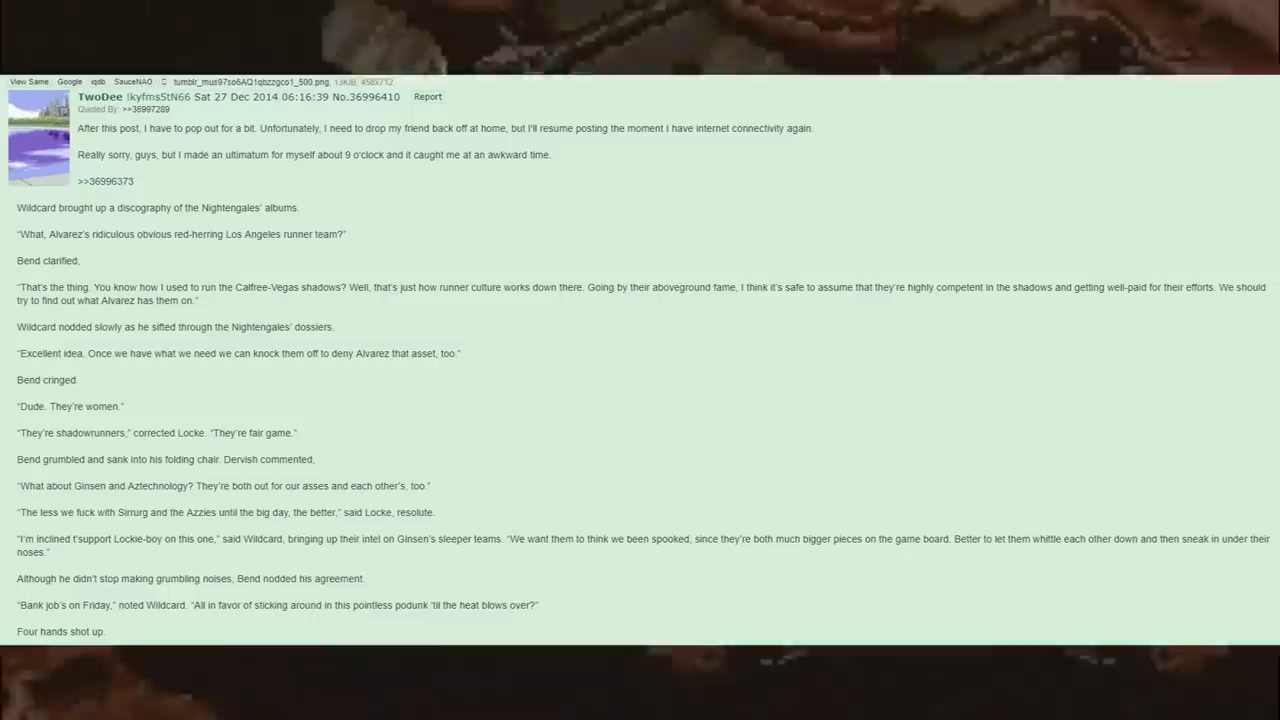 View Same Google iqdb SauceNAO tumblr_mus97so6AQ1qbzzgco1_500.png, 13KiB, 458x712
TwoDee !kyfms5tN66 Sat 27 Dec 2014 06:16:39 No.36996410 Report
Quoted By: >>36997289
After this post, I have to pop out for a bit. Unfortunately, I need to drop my friend back off at home, but I'll resume posting the moment I have internet connectivity again.
Really sorry, guys, but I made an ultimatum for myself about 9 o'clock and it caught me at an awkward time.
>>36996373
Wildcard brought up a discography of the Nightengales' albums.
“What, Alvarez's ridiculous obvious red-herring Los Angeles runner team?”
Bend clarified,
“That's the thing. You know how I used to run the Calfree-Vegas shadows? Well, that's just how runner culture works down there. Going by their aboveground fame, I think it's safe to assume that they're highly competent in the shadows and getting well-paid for their efforts. We should
try to find out what Alvarez has them on.”
Wildcard nodded slowly as he sifted through the Nightengales' dossiers.
“Excellent idea. Once we have what we need we can knock them off to deny Alvarez that asset, too.”
Bend cringed.
“Dude. They're women.”
“They're shadowrunners,” corrected Locke. “They're fair game.”
Bend grumbled and sank into his folding chair. Dervish commented,
“What about Ginsen and Aztechnology? They're both out for our asses and each other's, too.”
“The less we fuck with Sirrurg and the Azzies until the big day, the better,” said Locke, resolute.
“I'm inclined t'support Lockie-boy on this one,” said Wildcard, bringing up their intel on Ginsen's sleeper teams. “We want them to think we been spooked, since they're both much bigger pieces on the game board. Better to let them whittle each other down and then sneak in under their
noses.”
Although he didn't stop making grumbling noises, Bend nodded his agreement.
“Bank job's on Friday,” noted Wildcard. “All in favor of sticking around in this pointless podunk 'til the heat blows over?”
Four hands shot up.